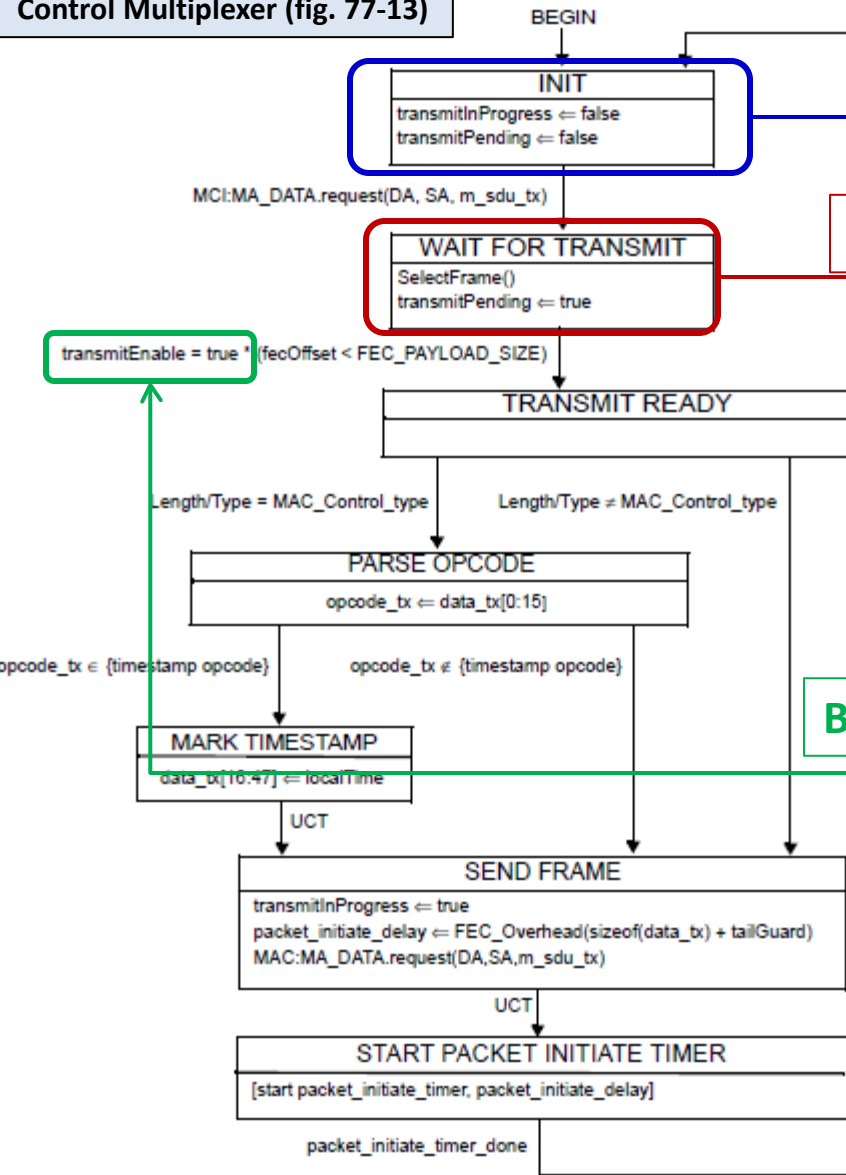 Control Multiplexer (fig. 77-13)
BEGIN
INIT
transmitInProgress ⇐ false
transmitPending ⇐ false
MCI:MA_DATA.request(DA, SA, m_sdu_tx)
WAIT FOR TRANSMIT
SelectFrame()
transmitPending ⇐ true
transmitEnable = true * (fecOffset < FEC_PAYLOAD_SIZE)
TRANSMIT READY
Length/Type = MAC_Control_type
Length/Type ≠ MAC_Control_type
PARSE OPCODE
opcode_tx ⇐ data_tx[0:15]
opcode_tx ∈ {timestamp opcode}
opcode_tx ∉ {timestamp opcode}
B
MARK TIMESTAMP
data_tx[16:47] ⇐ localTime
UCT
SEND FRAME
transmitInProgress ⇐ true
packet_initiate_delay ⇐ FEC_Overhead(sizeof(data_tx) + tailGuard)
MAC:MA_DATA.request(DA,SA,m_sdu_tx)
UCT
START PACKET INITIATE TIMER
[start packet_initiate_timer, packet_initiate_delay]
packet_initiate_timer_done